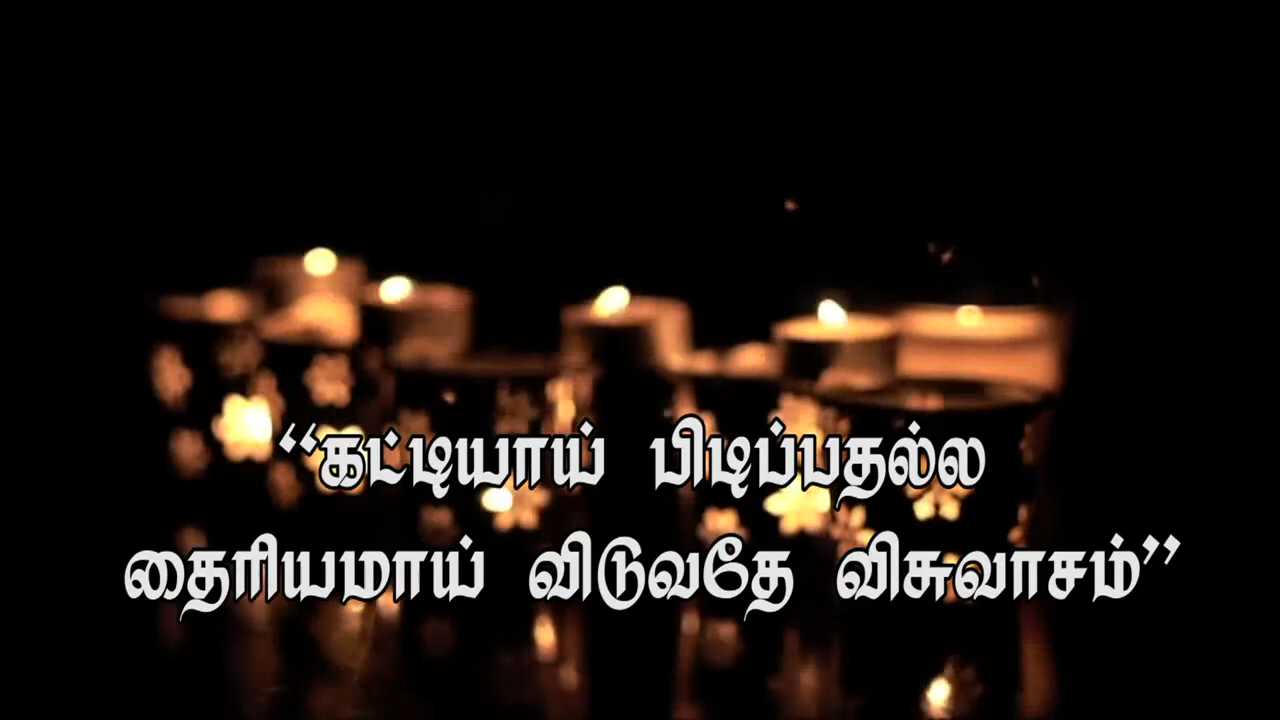 “கட்டியாய் பிடிப்பதல்ல
தைரியமாய் விடுவதே விசுவாசம்”